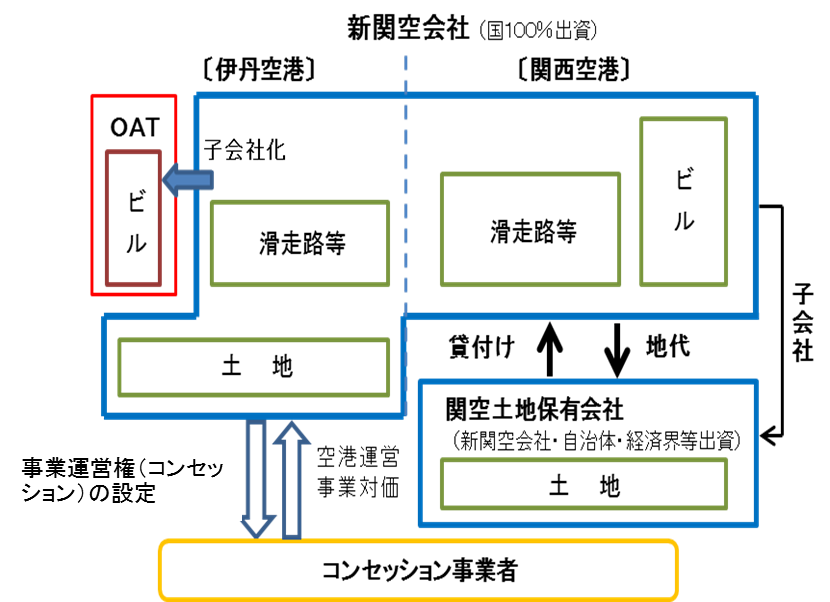 新関空会社（国100％出資）
〔伊丹空港〕
〔関西空港〕
OAT
ビル
子会社化
滑走路等
滑走路等
ビル
子会社
土 地
貸付け
地代
関空土地保有会社
（新関空会社・自治体・経済界等出資）
土 地
事業運営権（コンセッ
ション）の設定
空港運営
事業対価
コンセッション事業者